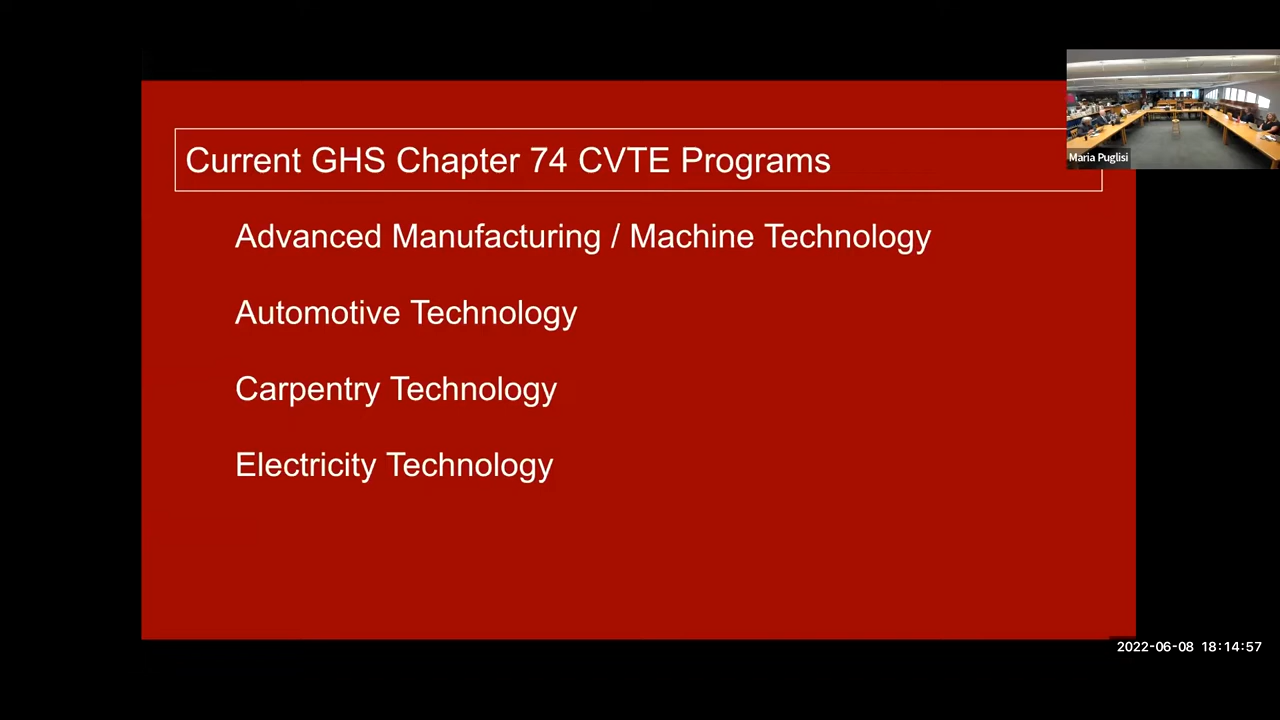 Current GHS Chapter 74 CVTE Programs
Maria Puglisi
Advanced Manufacturing / Machine Technology
Automotive Technology
Carpentry Technology
Electricity Technology
2022-06-08 18:14:57